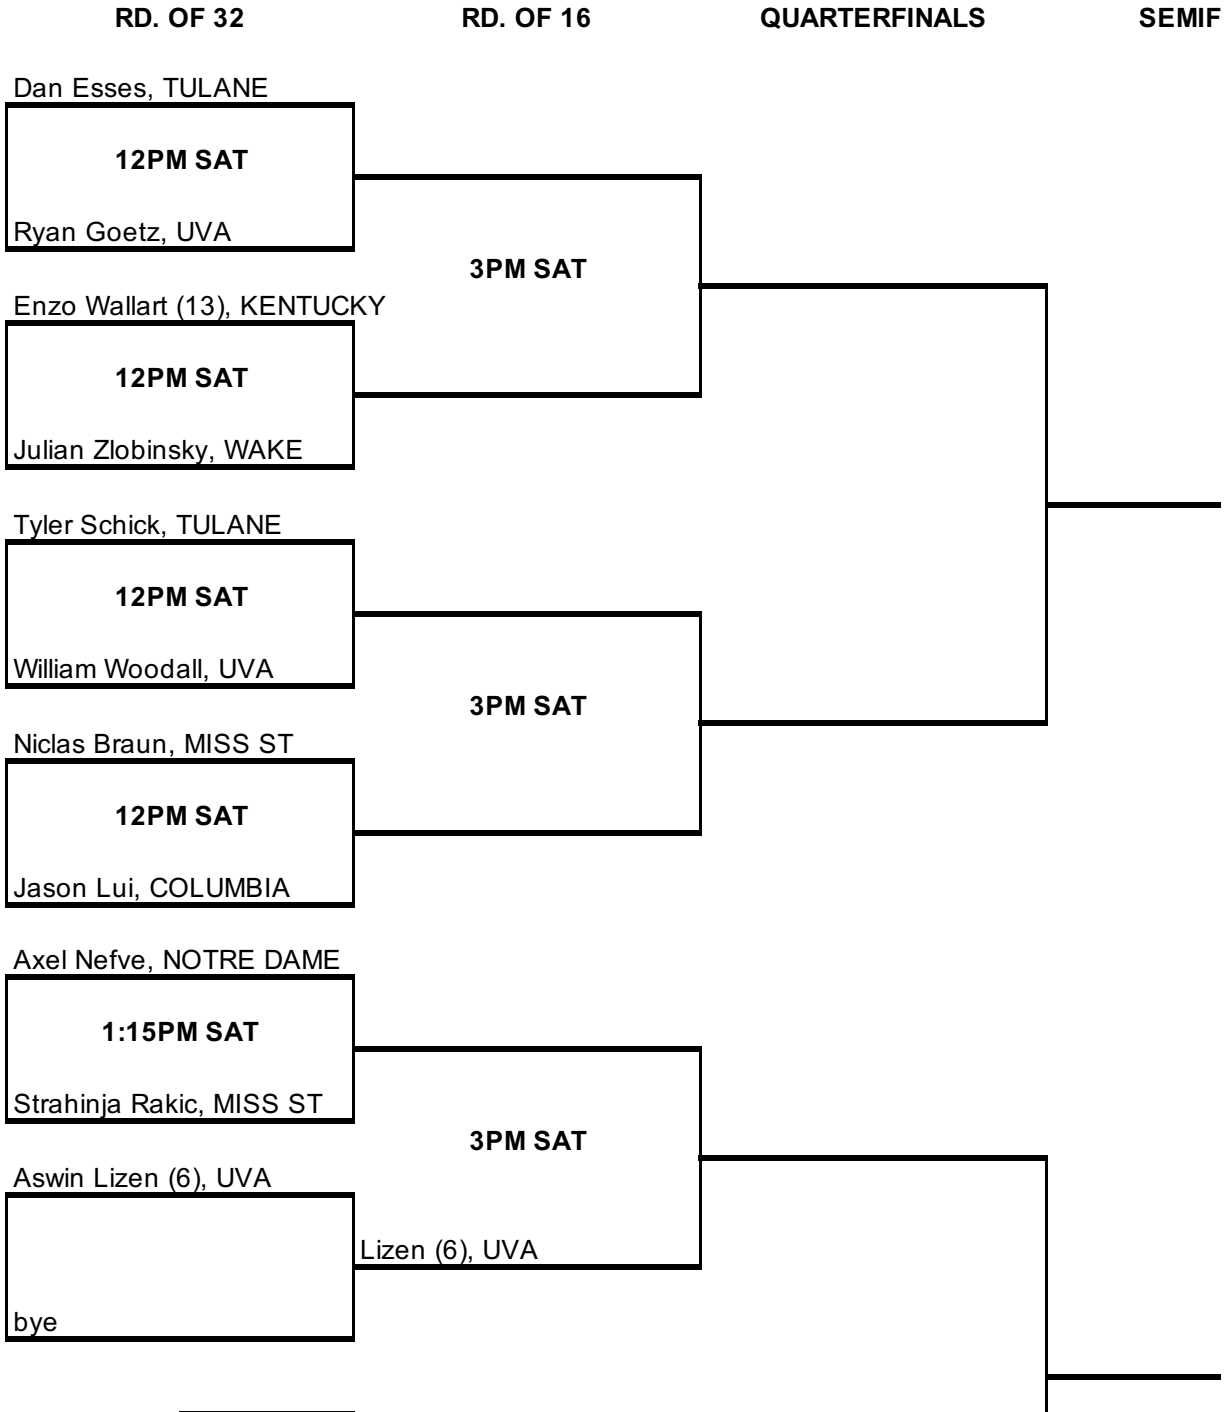 RD. OF 32 RD. OF 16 QUARTERFINALS SEMIF
Dan Esses, TULANE
12PM SAT
Ryan Goetz, UVA
3PM SAT
Enzo Wallart (13), KENTUCKY
12PM SAT
Julian Zlobinsky, WAKE
Tyler Schick, TULANE
12PM SAT
William Woodall, UVA
3PM SAT
Niclas Braun, MISS ST
12PM SAT
Jason Lui, COLUMBIA
Axel Nefve, NOTRE DAME
1:15PM SAT
Strahinja Rakic, MISS ST
3PM SAT
Aswin Lizen (6), UVA
Lizen (6), UVA
bye